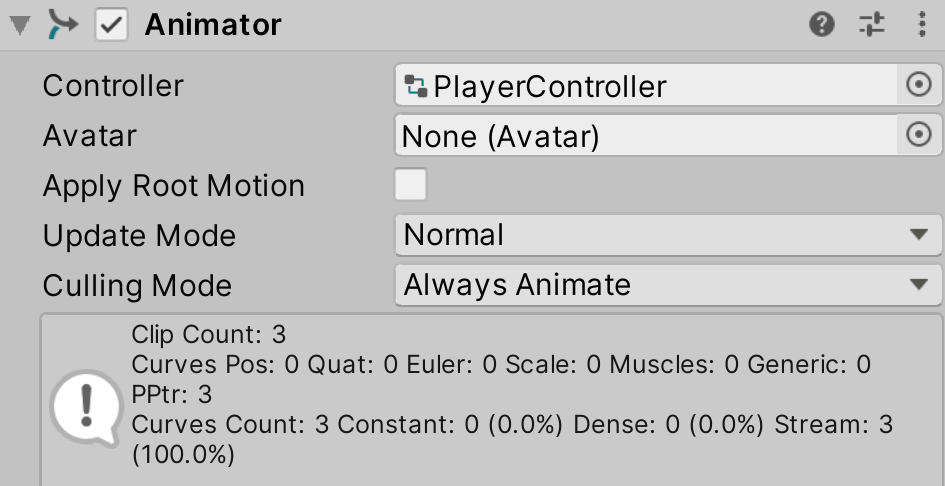 Animator
Controller PlayerController
Avatar None (Avatar)
Apply Root Motion
Update Mode Normal
Culling Mode Always Animate
Clip Count: 3
Curves Pos: 0 Quat: 0 Euler: 0 Scale: 0 Muscles: 0 Generic: 0
PPtr: 3
Curves Count: 3 Constant: 0 (0.0%) Dense: 0 (0.0%) Stream: 3
(100.0%)